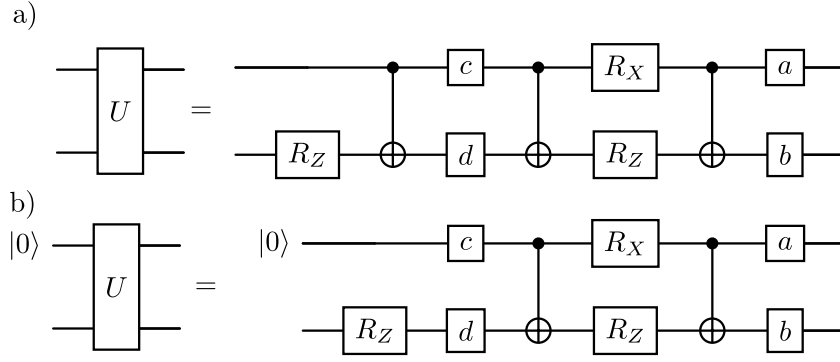 a)
c R_X a
U =
R_Z d R_Z b
b)
|0⟩ |0⟩ c R_X a
U =
R_Z d R_Z b